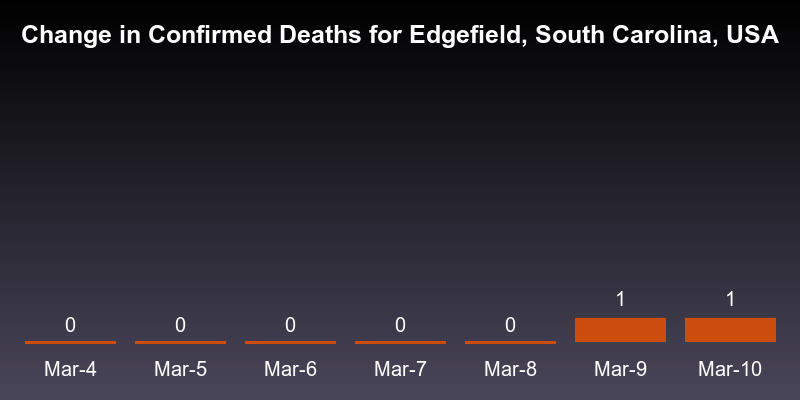 Change in Confirmed Deaths for Edgefield, South Carolina, USA
0 0 0 0 0 1 1
Mar-4 Mar-5 Mar-6 Mar-7 Mar-8 Mar-9 Mar-10